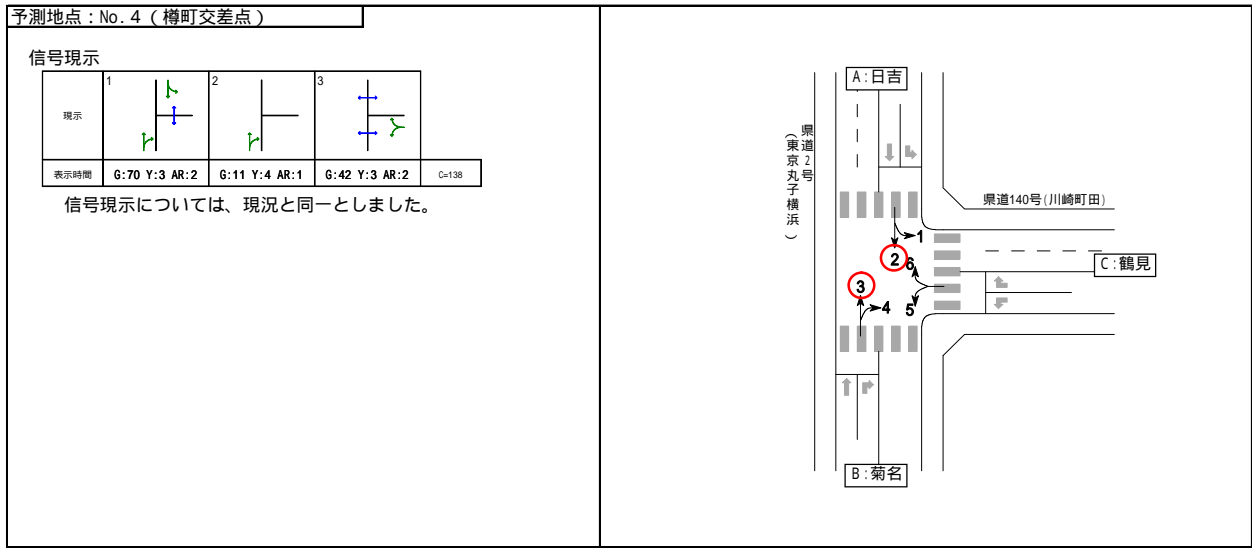 予測地点：No.４（樽町交差点）
信号現示
現示
1
2
3
表示時間
G:70 Y:3 AR:2
G:11 Y:4 AR:1
G:42 Y:3 AR:2
C=138
信号現示については、現況と同一としました。
A:日吉
県道2号
（東京丸子横浜）
県道140号(川崎町田)
C:鶴見
1
2
6
3
4
5
B:菊名